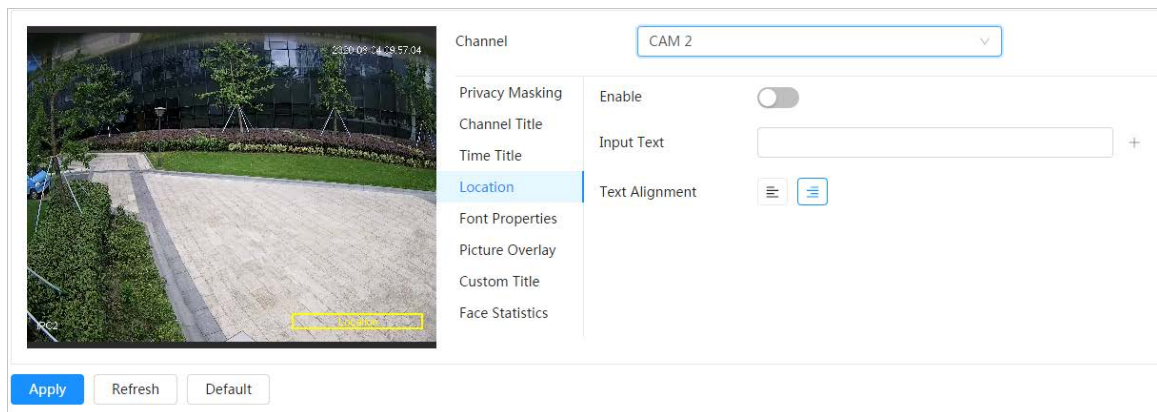 2020-09-04 09:57:04
IPC2
Location
Channel
CAM 2
Privacy Masking
Channel Title
Time Title
Location
Font Properties
Picture Overlay
Custom Title
Face Statistics
Enable
Input Text
Text Alignment
Apply
Refresh
Default